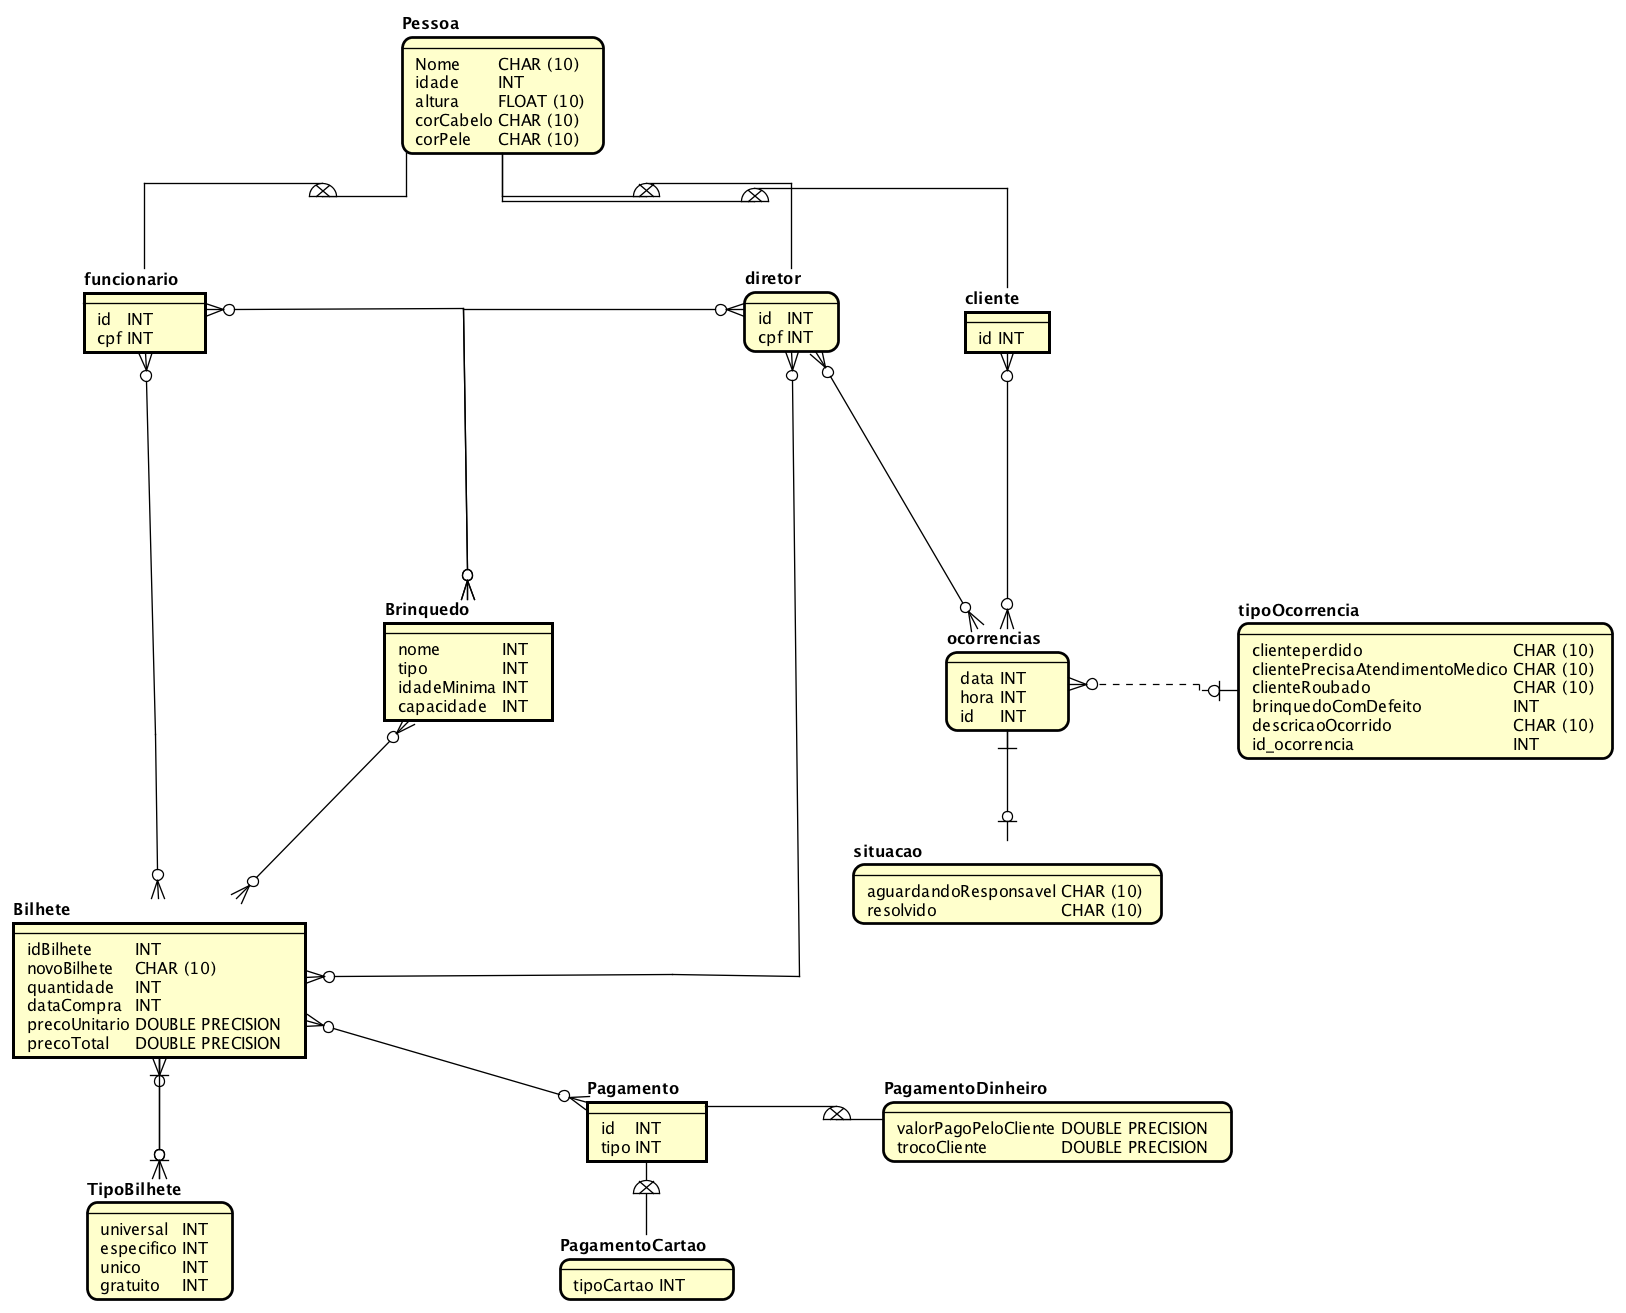 Pessoa
Nome CHAR (10)
idade INT
altura FLOAT (10)
corCabelo CHAR (10)
corPele CHAR (10)
funcionario
id INT
cpf INT
diretor
id INT
cpf INT
cliente
id INT
Brinquedo
nome INT
tipo INT
idadeMinima INT
capacidade INT
ocorrencias
data INT
hora INT
id INT
tipoOcorrencia
clienteperdido CHAR (10)
clientePrecisaAtendimentoMedico CHAR (10)
clienteRoubado CHAR (10)
brinquedoComDefeito INT
descricaoOcorrido CHAR (10)
id_ocorrencia INT
situacao
aguardandoResponsavel CHAR (10)
resolvido CHAR (10)
Bilhete
idBilhete INT
novoBilhete CHAR (10)
quantidade INT
dataCompra INT
precoUnitario DOUBLE PRECISION
precoTotal DOUBLE PRECISION
Pagamento
id INT
tipo INT
PagamentoDinheiro
valorPagoPeloCliente DOUBLE PRECISION
trocoCliente DOUBLE PRECISION
TipoBilhete
universal INT
especifico INT
unico INT
gratuito INT
PagamentoCartao
tipoCartao INT